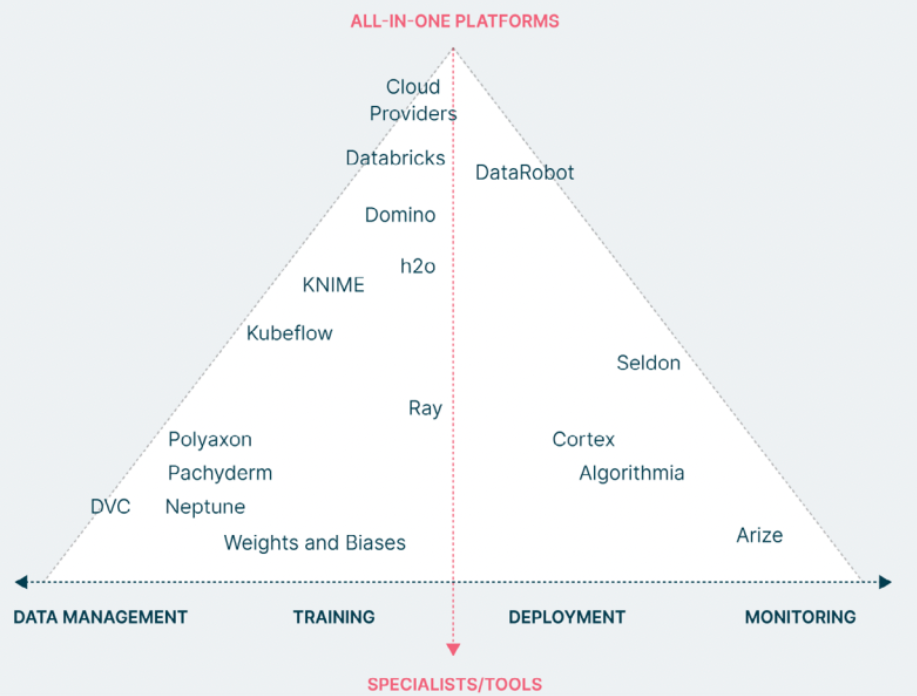 ALL-IN-ONE PLATFORMS
Cloud
Providers
Databricks
DataRobot
Domino
h2o
KNIME
Kubeflow
Seldon
Ray
Polyaxon
Cortex
Pachyderm
Algorithmia
DVC
Neptune
Weights and Biases
Arize
DATA MANAGEMENT
TRAINING
DEPLOYMENT
MONITORING
SPECIALISTS/TOOLS